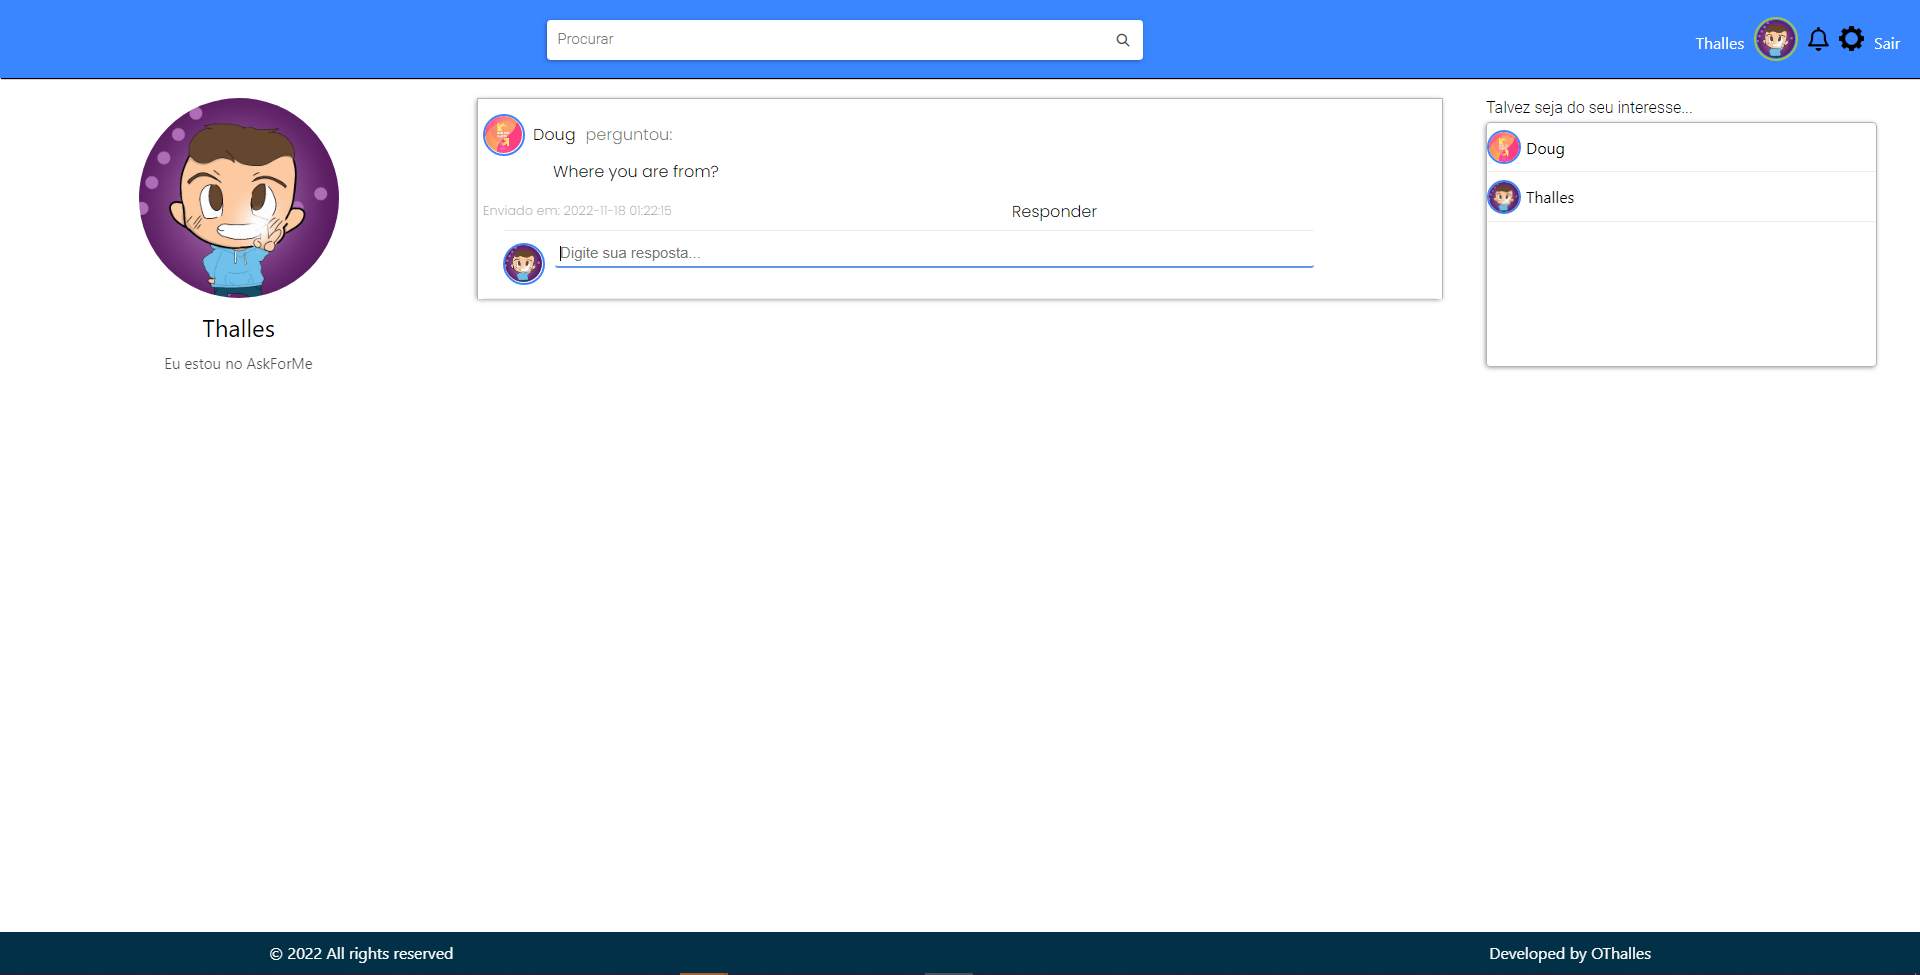 Procurar
Thalles
Sair
Thalles
Eu estou no AskForMe
Doug perguntou:
Where you are from?
Enviado em: 2022-11-18 01:22:15
Responder
Digite sua resposta...
Talvez seja do seu interesse...
Doug
Thalles
© 2022 All rights reserved
Developed by OThalles